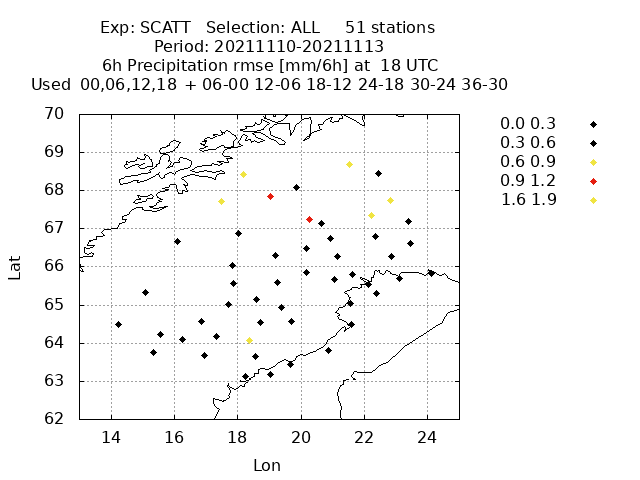 Exp: SCATT   Selection: ALL     51 stations
Period: 20211110-20211113
6h Precipitation rmse [mm/6h] at  18 UTC
Used  00,06,12,18  + 06-00 12-06 18-12 24-18 30-24 36-30
70
69
68
67
66
65
64
63
62
Lat
14 16 18 20 22 24
Lon
0.0 0.3
0.3 0.6
0.6 0.9
0.9 1.2
1.6 1.9